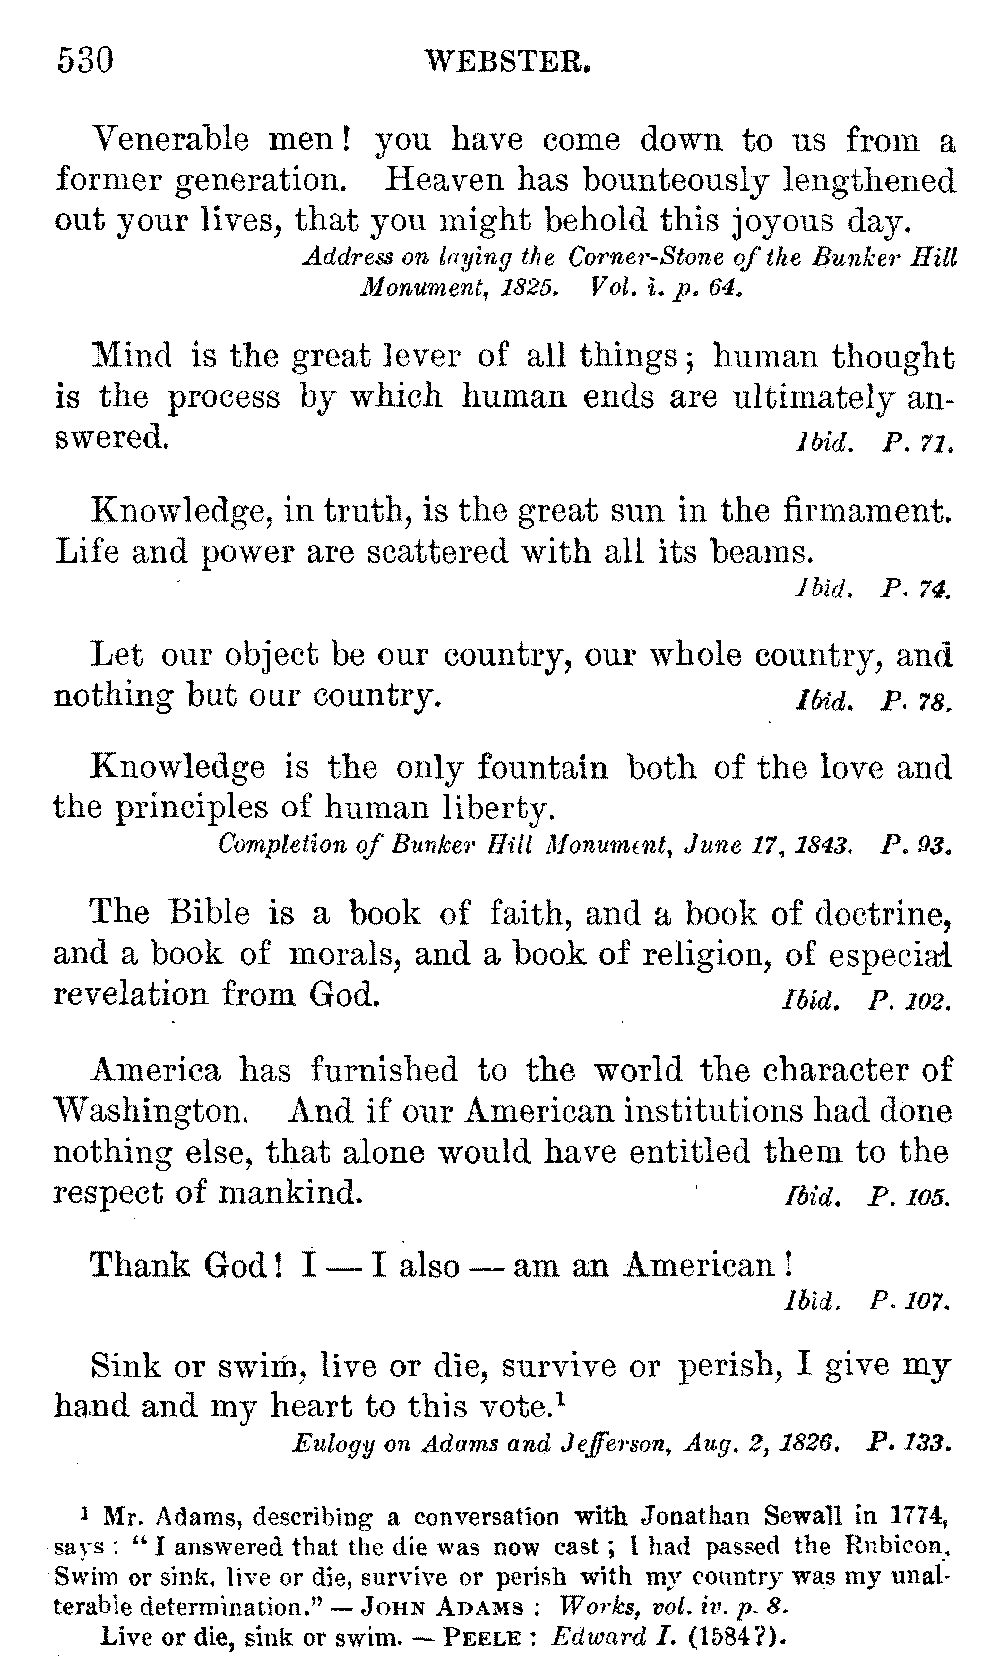 530 WEBSTER.
Venerable men! you have come down to us from a
former generation. Heaven has bounteously lengthened
out your lives, that you might behold this joyous day.
Address on laying the Corner-Stone of the Bunker Hill
Monument, 1825. Vol. i. p. 64.
Mind is the great lever of all things; human thought
is the process by which human ends are ultimately an-
swered. Ibid. P. 71.
Knowledge, in truth, is the great sun in the firmament.
Life and power are scattered with all its beams.
Ibid. P. 74.
Let our object be our country, our whole country, and
nothing but our country. Ibid. P. 78.
Knowledge is the only fountain both of the love and
the principles of human liberty.
Completion of Bunker Hill Monument, June 17, 1843. P. 93.
The Bible is a book of faith, and a book of doctrine,
and a book of morals, and a book of religion, of especial
revelation from God. Ibid. P. 102.
America has furnished to the world the character of
Washington. And if our American institutions had done
nothing else, that alone would have entitled them to the
respect of mankind. Ibid. P. 105.
Thank God! I — I also — am an American!
Ibid. P. 107.
Sink or swim, live or die, survive or perish, I give my
hand and my heart to this vote.¹
Eulogy on Adams and Jefferson, Aug. 2, 1826. P. 133.
¹ Mr. Adams, describing a conversation with Jonathan Sewall in 1774,
says: “I answered that the die was now cast; I had passed the Rubicon.
Swim or sink, live or die, survive or perish with my country was my unal-
terable determination.” — JOHN ADAMS: Works, vol. iv. p. 8.
Live or die, sink or swim. — PEELE: Edward I. (1584?).